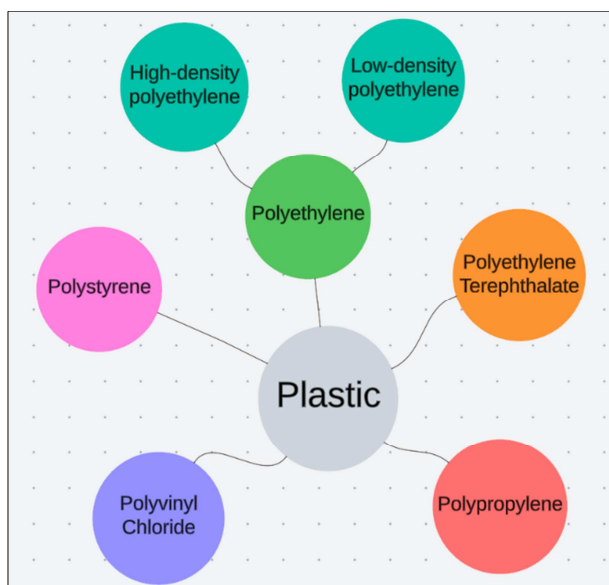 High-density
polyethylene
Low-density
polyethylene
Polyethylene
Polystyrene
Polyethylene
Terephthalate
Plastic
Polyvinyl
Chloride
Polypropylene